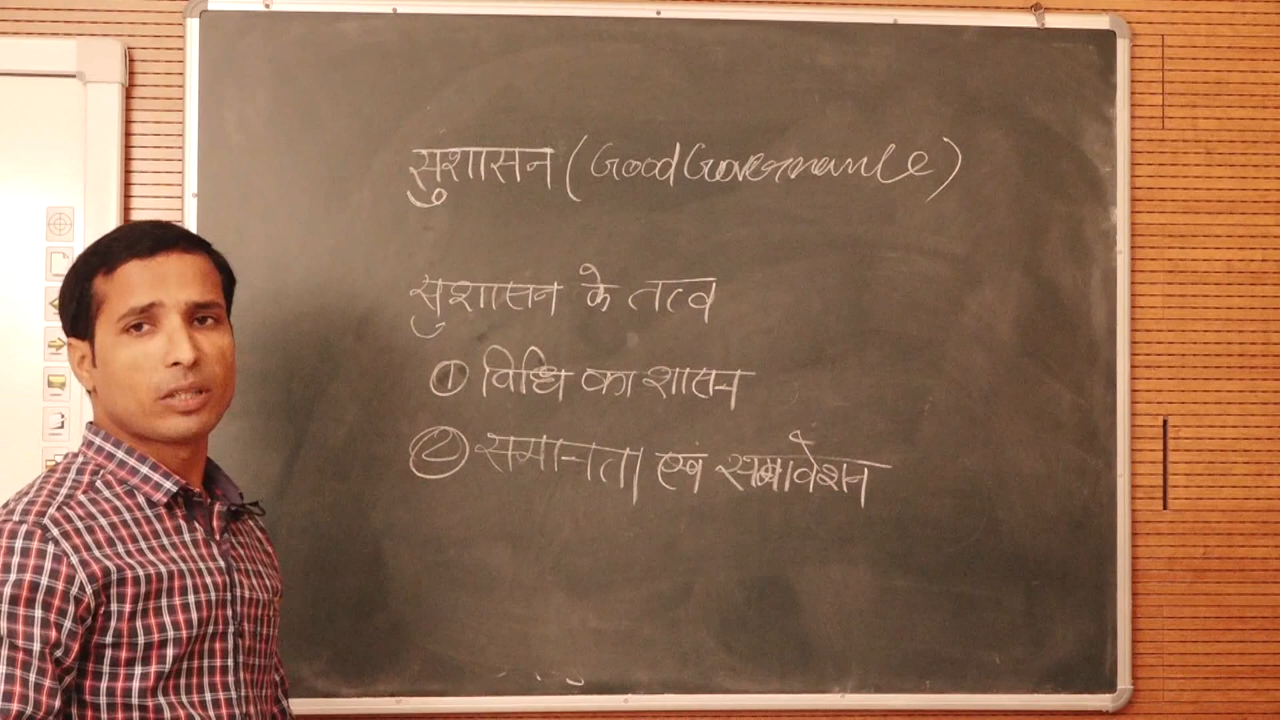 सुशासन (Good Governance)
सुशासन के तत्व
① विधि का शासन
② समानता एवं समावेशन